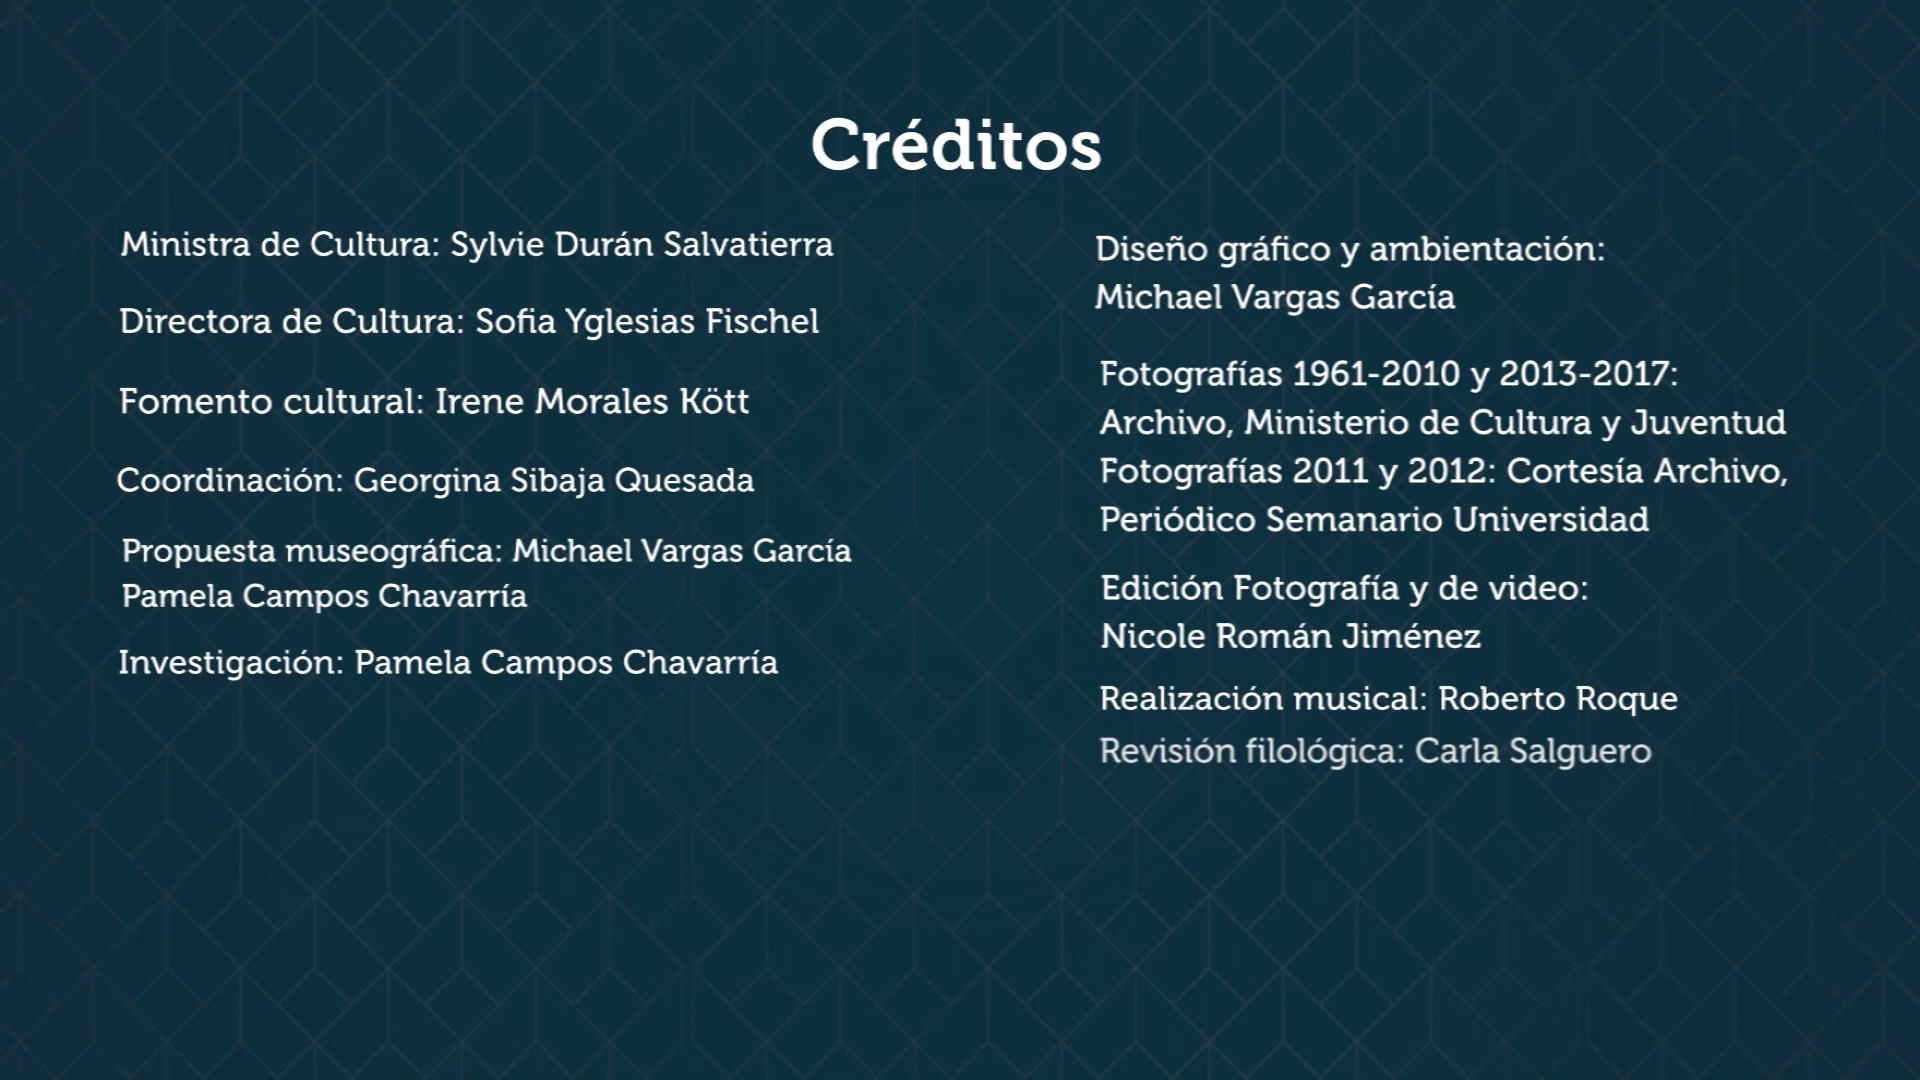 Créditos
Ministra de Cultura: Sylvie Durán Salvatierra
Directora de Cultura: Sofia Yglesias Fischel
Fomento cultural: Irene Morales Kött
Coordinación: Georgina Sibaja Quesada
Propuesta museográfica: Michael Vargas García
Pamela Campos Chavarría
Investigación: Pamela Campos Chavarría
Diseño gráfico y ambientación:
Michael Vargas García
Fotografías 1961-2010 y 2013-2017:
Archivo, Ministerio de Cultura y Juventud
Fotografías 2011 y 2012: Cortesía Archivo,
Periódico Semanario Universidad
Edición Fotografía y de video:
Nicole Román Jiménez
Realización musical: Roberto Roque
Revisión filológica: Carla Salguero